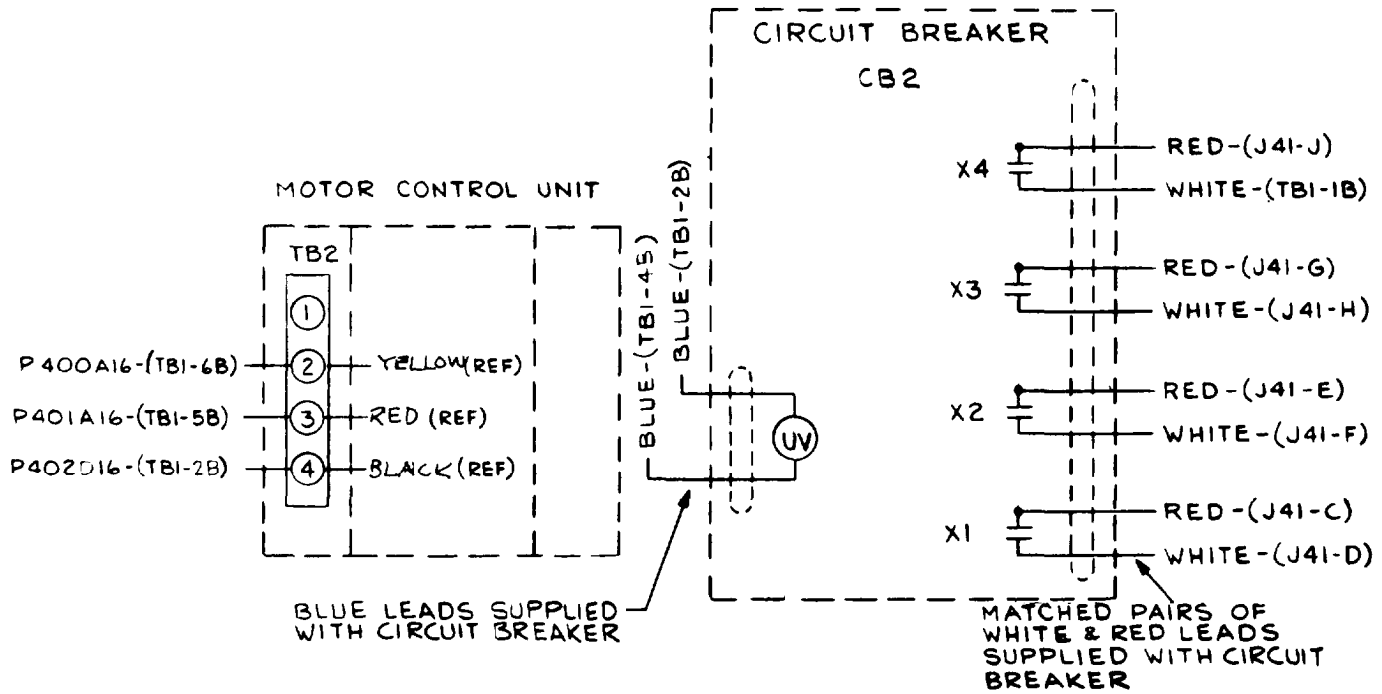 CIRCUIT BREAKER
CB2
MOTOR CONTROL UNIT
TB2
1
P400A16-(TB1-6B)
2
YELLOW(REF)
P401A16-(TB1-5B)
3
RED (REF)
P402D16-(TB1-2B)
4
BLACK(REF)
BLUE-(TB1-4B)
BLUE-(TB1-2B)
UV
X4
RED-(J41-J)
WHITE-(TB1-1B)
X3
RED-(J41-G)
WHITE-(J41-H)
X2
RED-(J41-E)
WHITE-(J41-F)
X1
RED-(J41-C)
WHITE-(J41-D)
BLUE LEADS SUPPLIED
WITH CIRCUIT BREAKER
MATCHED PAIRS OF
WHITE & RED LEADS
SUPPLIED WITH CIRCUIT
BREAKER